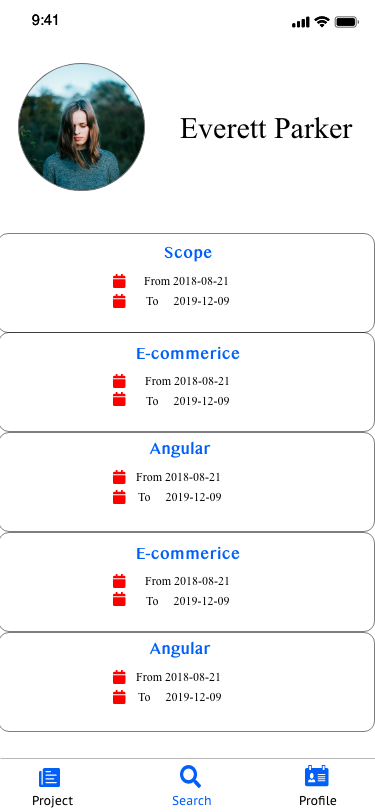 9:41
Everett Parker
Scope
From 2018-08-21
To 2019-12-09
E-commerice
From 2018-08-21
To 2019-12-09
Angular
From 2018-08-21
To 2019-12-09
E-commerice
From 2018-08-21
To 2019-12-09
Angular
From 2018-08-21
To 2019-12-09
Project Search Profile